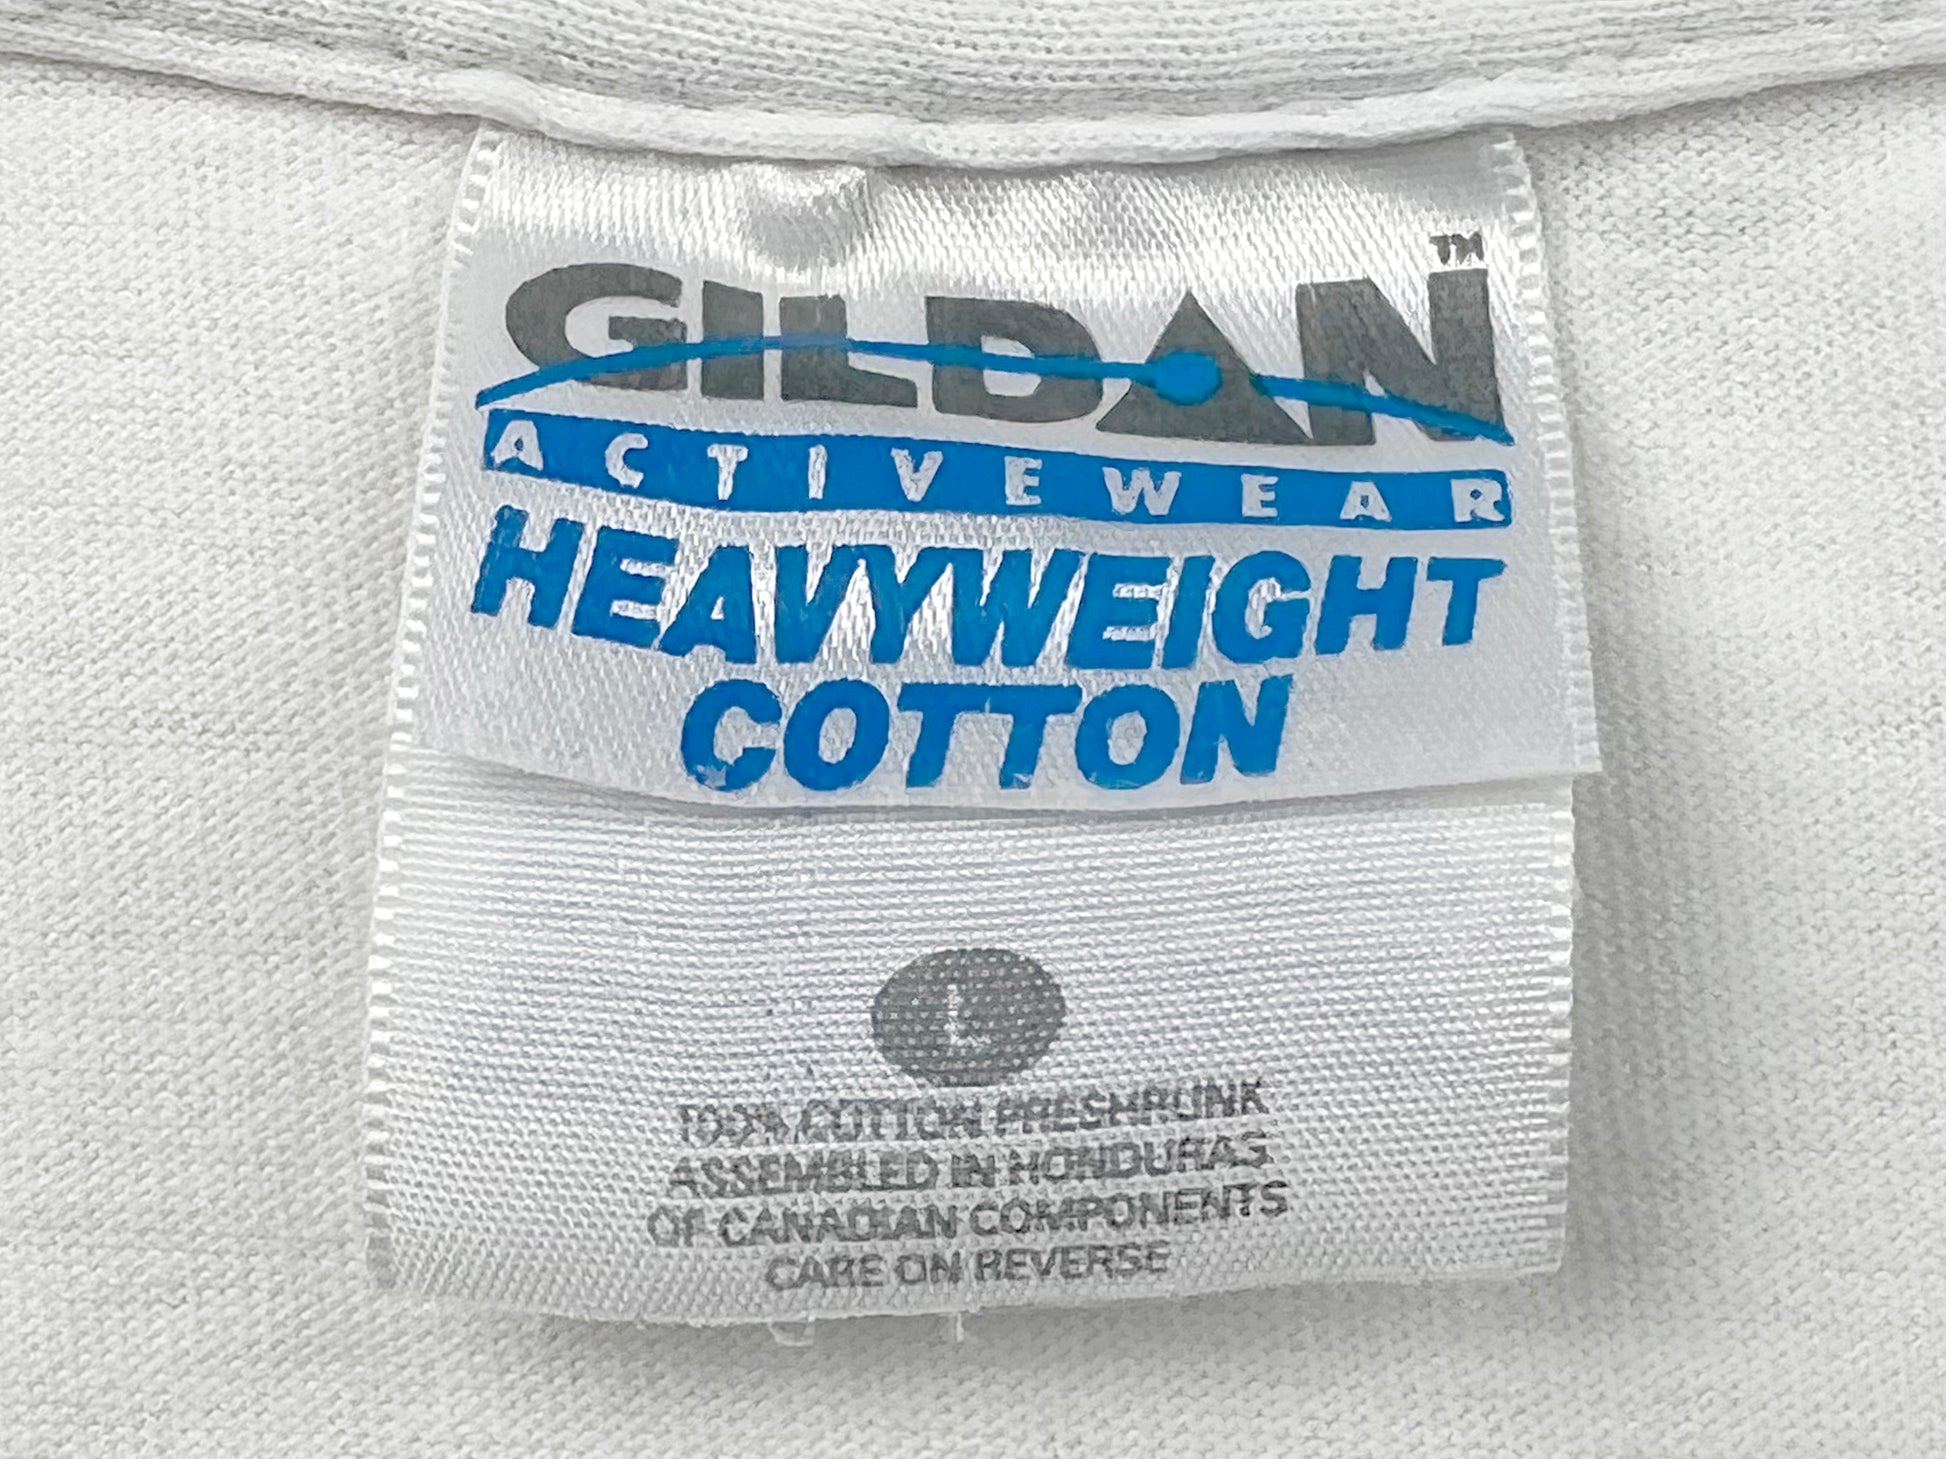 GILDAN™
ACTIVEWEAR
HEAVYWEIGHT
COTTON
L
100% COTTON PRESHRUNK
ASSEMBLED IN HONDURAS
OF CANADIAN COMPONENTS
CARE ON REVERSE